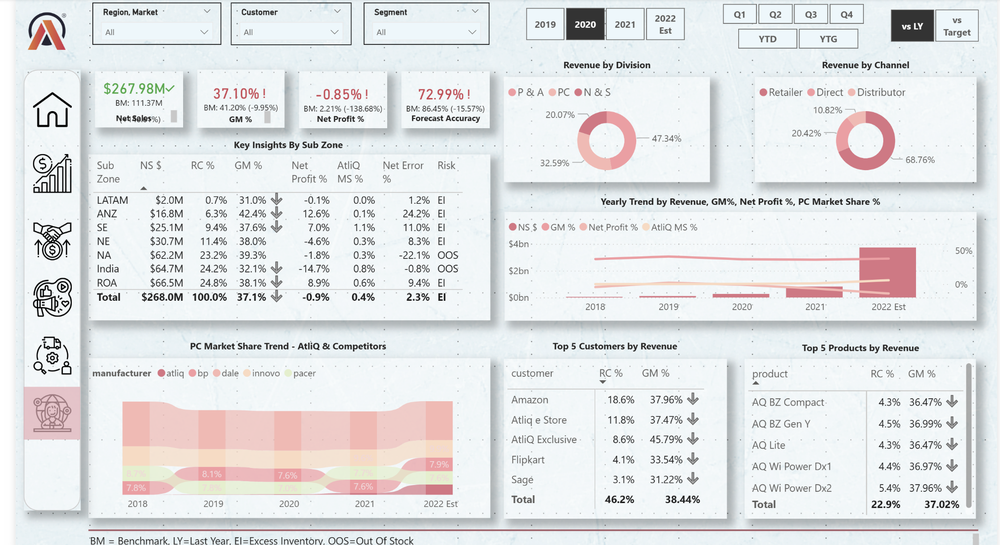 Region, Market
All
Customer
All
Segment
All
2019
2020
2021
2022 Est
Q1
Q2
Q3
Q4
YTD
YTG
vs LY
vs Target
$267.98M
BM: 111.37M
Net Sales
37.10% !
BM: 41.20% (-9.95%)
GM %
-0.85% !
BM: 2.21% (-138.68%)
Net Profit %
72.99% !
BM: 86.45% (-15.57%)
Forecast Accuracy
Revenue by Division
P & A PC N & S
20.07%
47.34%
32.59%
Revenue by Channel
Retailer Direct Distributor
10.82%
20.42%
68.76%
Key Insights By Sub Zone
Sub Zone NS $ RC % GM % Net Profit % AtliQ MS % Net Error % Risk
LATAM $2.0M 0.7% 31.0% -0.1% 0.0% 1.2% EI
ANZ $16.8M 6.3% 42.4% 12.6% 0.1% 24.2% EI
SE $25.1M 9.4% 37.6% 7.0% 1.1% 11.0% EI
NE $30.7M 11.4% 38.0% -4.6% 0.3% 8.3% EI
NA $62.2M 23.2% 39.3% -1.8% 0.3% -22.1% OOS
India $64.7M 24.2% 32.1% -14.7% 0.8% -0.8% OOS
ROA $66.5M 24.8% 38.1% 8.9% 0.6% 9.4% EI
Total $268.0M 100.0% 37.1% -0.9% 0.4% 2.3% EI
Yearly Trend by Revenue, GM%, Net Profit %, PC Market Share %
NS $ GM % Net Profit % AtliQ MS %
$4bn
$2bn
$0bn
50%
0%
2018 2019 2020 2021 2022 Est
PC Market Share Trend - AtliQ & Competitors
manufacturer atliq bp dale innovo pacer
7.8%
8.1%
7.6%
7.6%
7.9%
2018 2019 2020 2021 2022 Est
Top 5 Customers by Revenue
customer RC % GM %
Amazon 18.6% 37.96%
Atliq e Store 11.8% 37.47%
AtliQ Exclusive 8.6% 45.79%
Flipkart 4.1% 33.54%
Sage 3.1% 31.22%
Total 46.2% 38.44%
Top 5 Products by Revenue
product RC % GM %
AQ BZ Compact 4.3% 36.47%
AQ BZ Gen Y 4.5% 36.99%
AQ Lite 4.3% 36.47%
AQ Wi Power Dx1 4.4% 36.97%
AQ Wi Power Dx2 5.4% 37.96%
Total 22.9% 37.02%
BM = Benchmark, LY=Last Year, EI=Excess Inventory, OOS=Out Of Stock